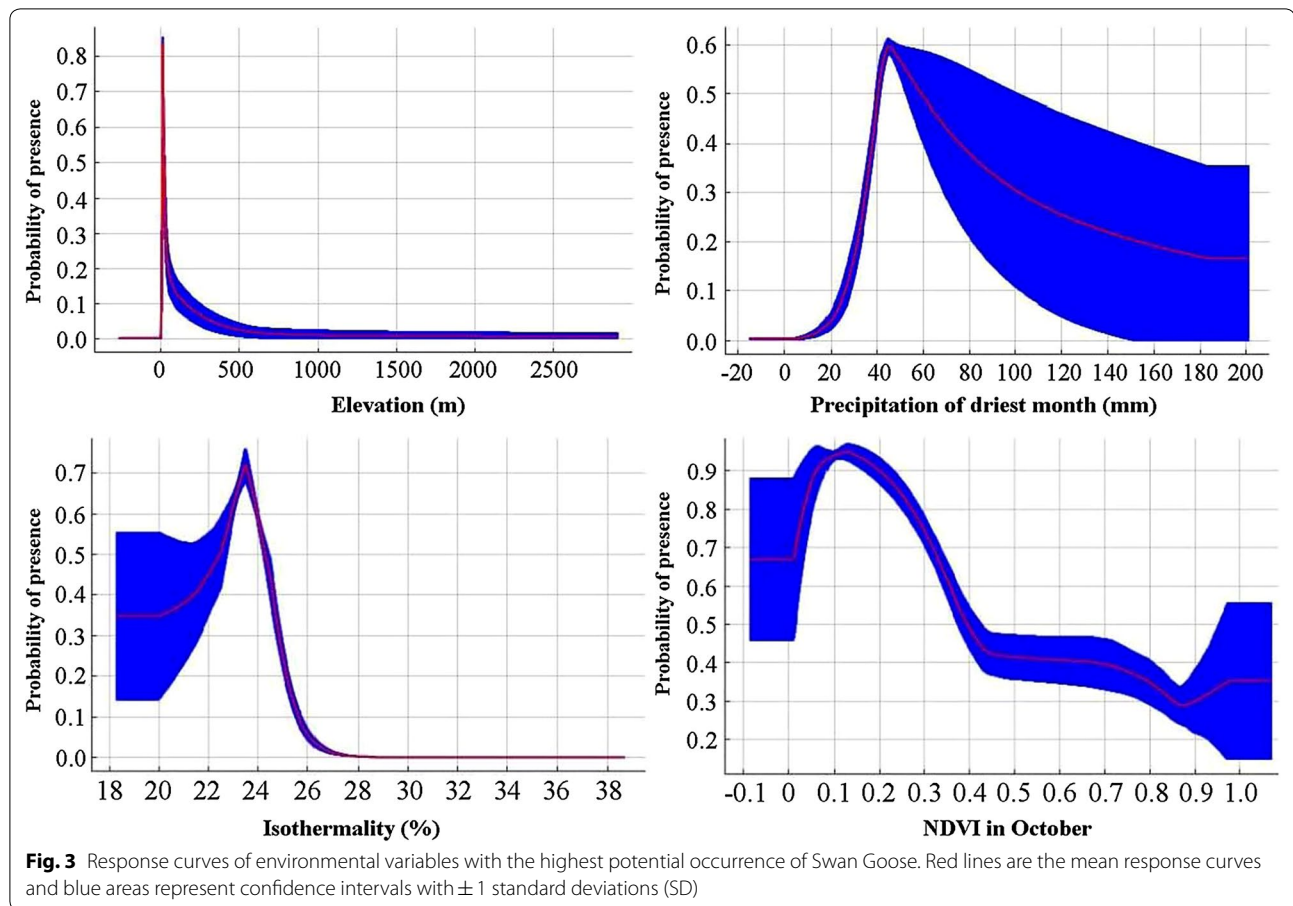 0.8
0.7
0.6
0.5
0.4
0.3
0.2
0.1
0.0
Probability of presence
0 500 1000 1500 2000 2500
Elevation (m)
0.6
0.5
0.4
0.3
0.2
0.1
0.0
Probability of presence
-20 0 20 40 60 80 100 120 140 160 180 200
Precipitation of driest month (mm)
0.7
0.6
0.5
0.4
0.3
0.2
0.1
0.0
Probability of presence
18 20 22 24 26 28 30 32 34 36 38
Isothermality (%)
0.9
0.8
0.7
0.6
0.5
0.4
0.3
0.2
Probability of presence
-0.1 0 0.1 0.2 0.3 0.4 0.5 0.6 0.7 0.8 0.9 1.0
NDVI in October
Fig. 3 Response curves of environmental variables with the highest potential occurrence of Swan Goose. Red lines are the mean response curves
and blue areas represent confidence intervals with ± 1 standard deviations (SD)